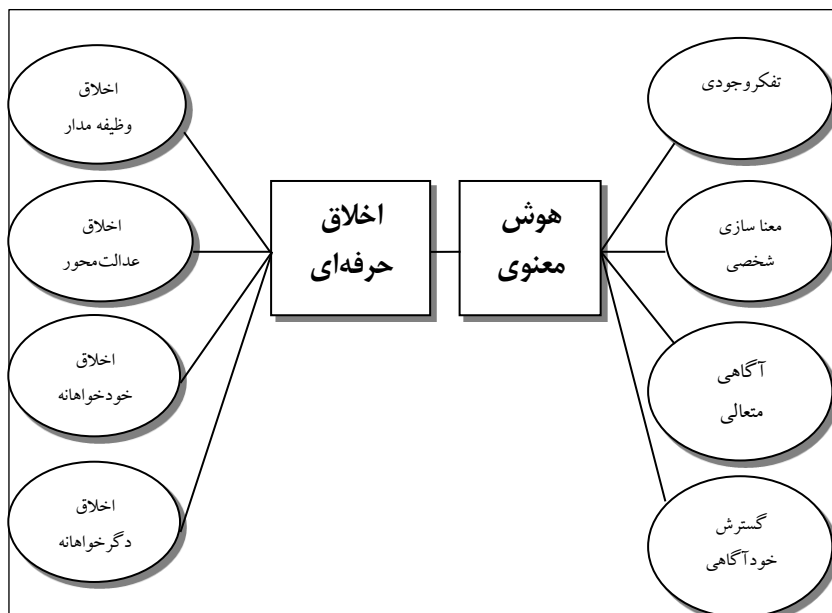 تفکروجودی
معنا سازی
شخصی
آگاهی
متعالی
گسترش
خودآگاهی
هوش
معنوی
اخلاق
حرفه‌ای
اخلاق
وظیفه مدار
اخلاق
عدالت‌محور
اخلاق
خودخواهانه
اخلاق
دگرخواهانه